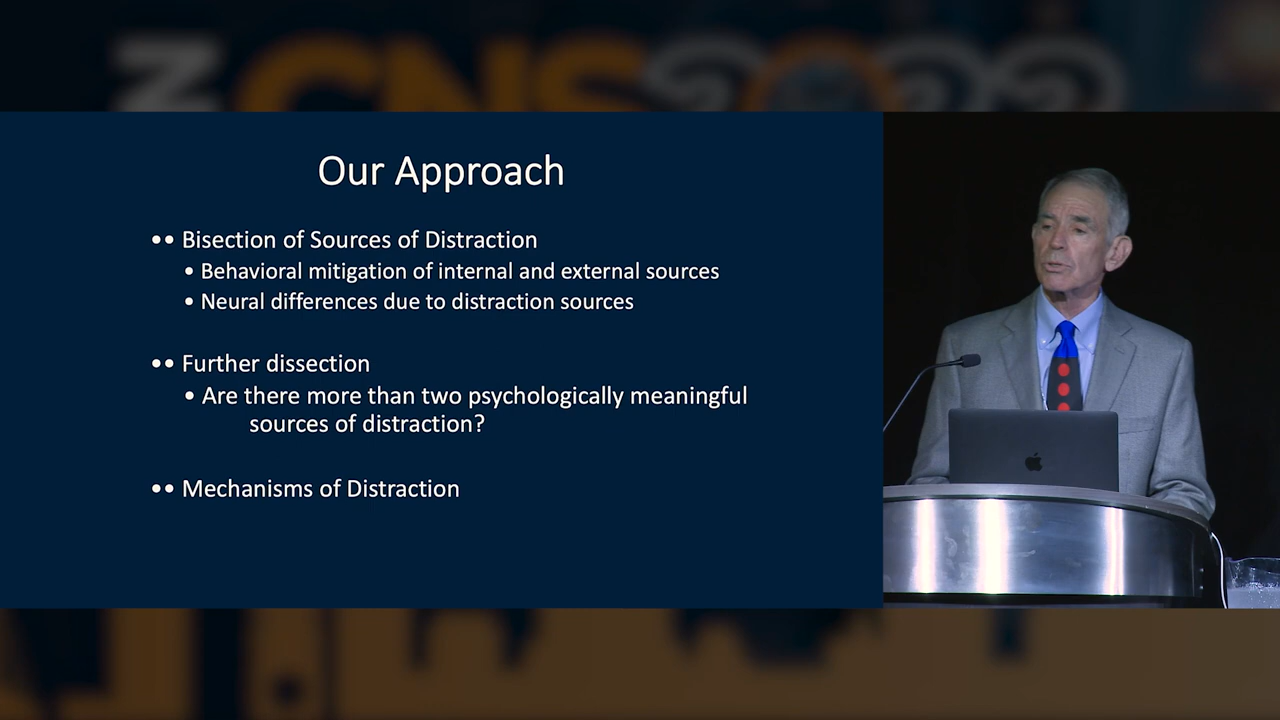 CNS2022
Our Approach
•• Bisection of Sources of Distraction
• Behavioral mitigation of internal and external sources
• Neural differences due to distraction sources
•• Further dissection
• Are there more than two psychologically meaningful
sources of distraction?
•• Mechanisms of Distraction